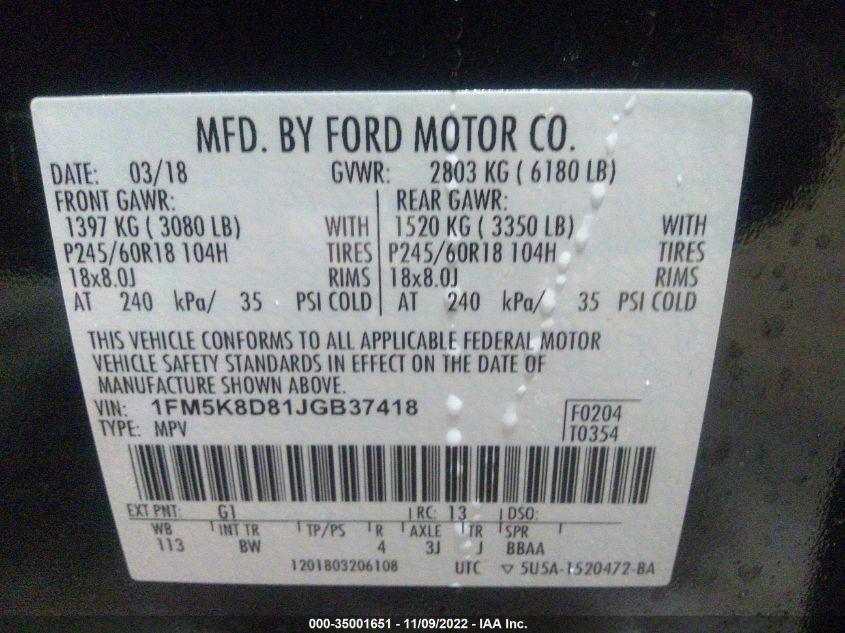 MFD. BY FORD MOTOR CO.
DATE: 03/18 GVWR: 2803 KG ( 6180 LB)
FRONT GAWR: REAR GAWR:
1397 KG ( 3080 LB) WITH 1520 KG ( 3350 LB) WITH
P245/60R18 104H TIRES P245/60R18 104H TIRES
18x8.0J RIMS 18x8.0J RIMS
AT 240 kPa/ 35 PSI COLD AT 240 kPa/ 35 PSI COLD
THIS VEHICLE CONFORMS TO ALL APPLICABLE FEDERAL MOTOR
VEHICLE SAFETY STANDARDS IN EFFECT ON THE DATE OF
MANUFACTURE SHOWN ABOVE.
VIN: 1FM5K8D81JGB37418 F0204
TYPE: MPV T0354
EXT PNT: G1 RC: 13 DSO:
WB INT TR TP/PS R AXLE TR SPR
113 BW 4 3J J BBAA
1201803206108 UTC ▽ 5U5A-1520472-BA
000-35001651 - 11/09/2022 - IAA Inc.